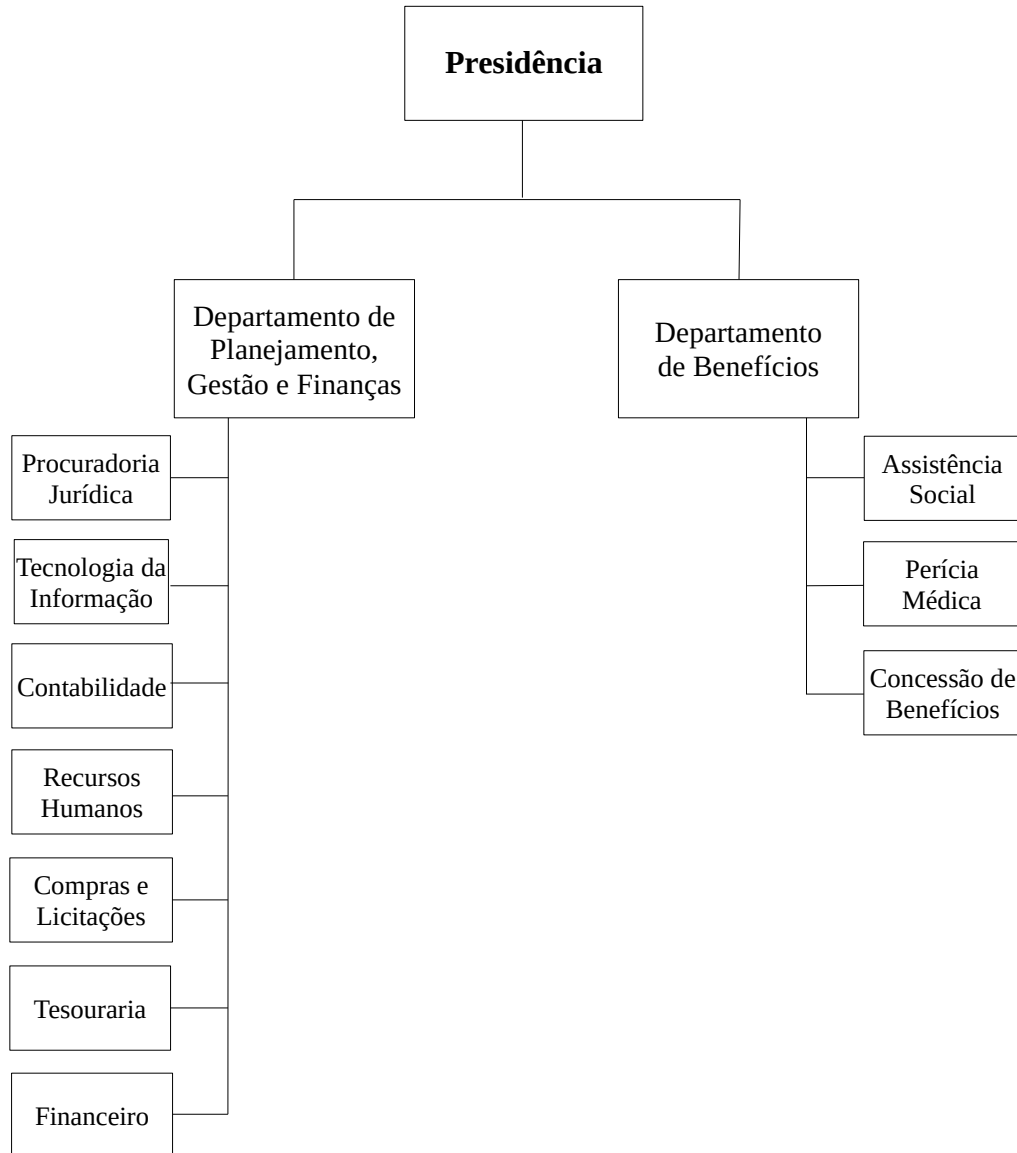 Presidência
Departamento de
Planejamento,
Gestão e Finanças
Departamento
de Benefícios
Procuradoria
Jurídica
Tecnologia da
Informação
Contabilidade
Recursos
Humanos
Compras e
Licitações
Tesouraria
Financeiro
Assistência
Social
Perícia
Médica
Concessão de
Benefícios